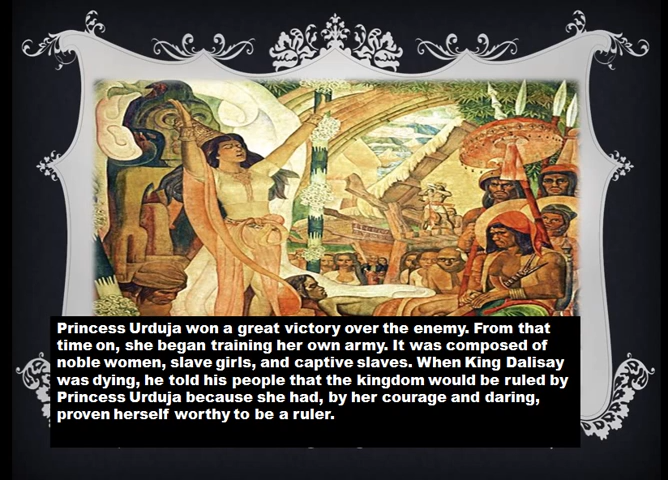 Princess Urduja won a great victory over the enemy. From that
time on, she began training her own army. It was composed of
noble women, slave girls, and captive slaves. When King Dalisay
was dying, he told his people that the kingdom would be ruled by
Princess Urduja because she had, by her courage and daring,
proven herself worthy to be a ruler.